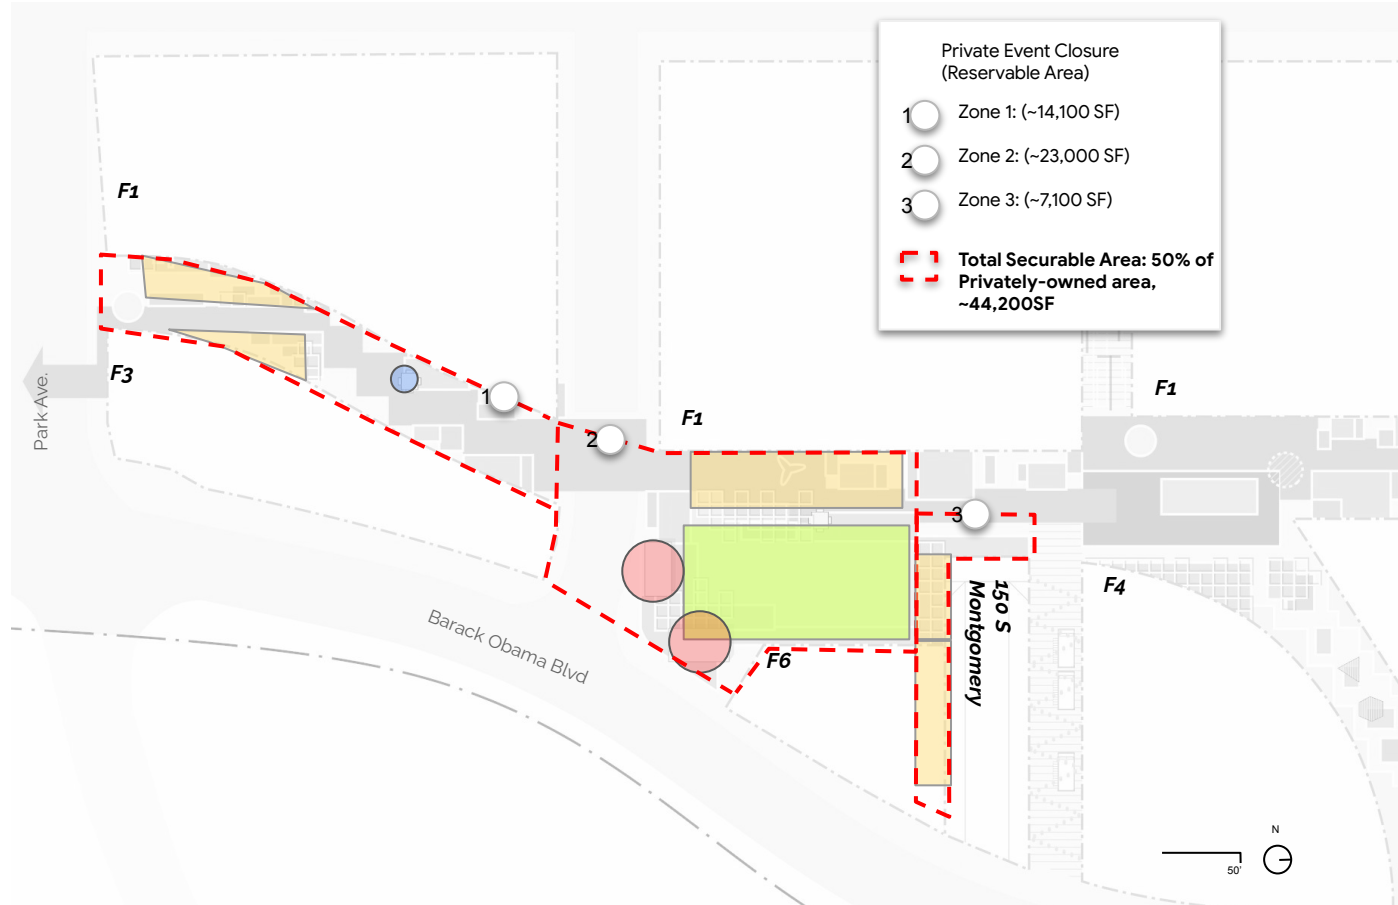 Private Event Closure
(Reservable Area)
1 Zone 1: (~14,100 SF)
2 Zone 2: (~23,000 SF)
3 Zone 3: (~7,100 SF)
Total Securable Area: 50% of
Privately-owned area,
~44,200SF
F1
F3
Park Ave.
1
2
F1
3
F1
F4
150 S
Montgomery
F6
Barack Obama Blvd
N
50'